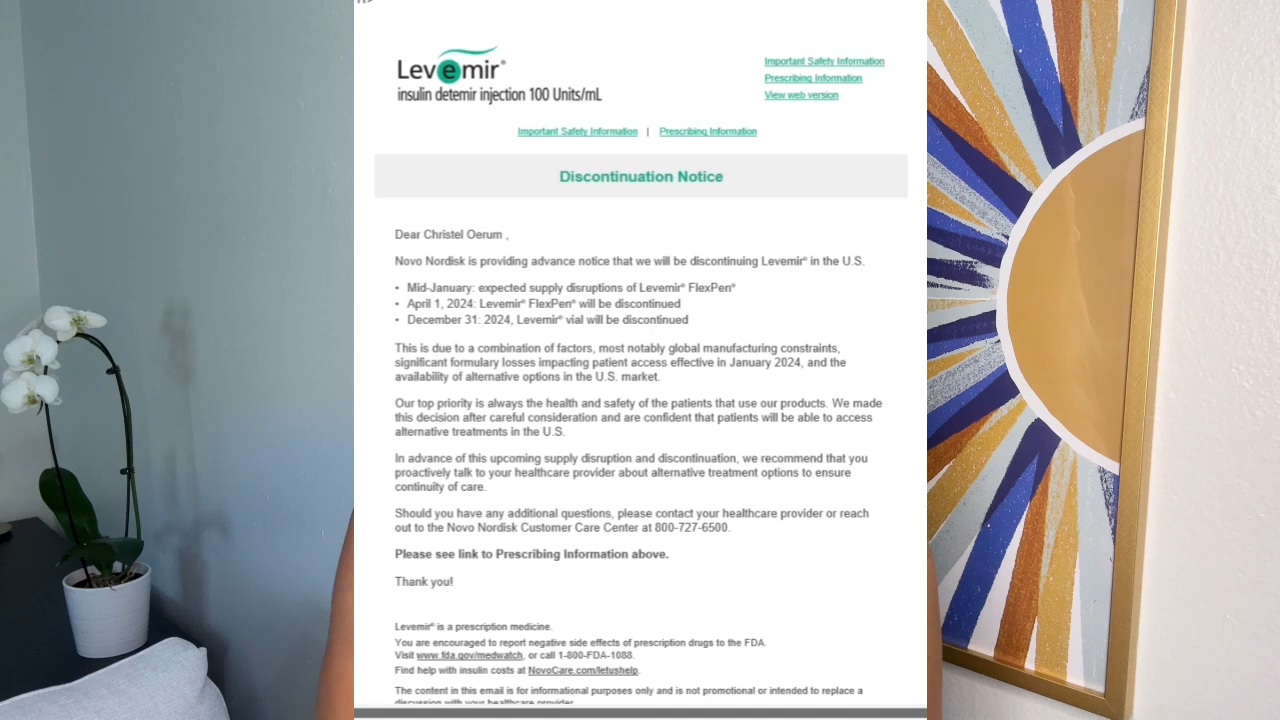 Levemir®
insulin detemir injection 100 Units/mL
Important Safety Information
Prescribing Information
View web version
Important Safety Information | Prescribing Information
Discontinuation Notice
Dear Christel Oerum ,
Novo Nordisk is providing advance notice that we will be discontinuing Levemir® in the U.S.
• Mid-January: expected supply disruptions of Levemir® FlexPen®
• April 1, 2024: Levemir® FlexPen® will be discontinued
• December 31: 2024, Levemir® vial will be discontinued
This is due to a combination of factors, most notably global manufacturing constraints,
significant formulary losses impacting patient access effective in January 2024, and the
availability of alternative options in the U.S. market.
Our top priority is always the health and safety of the patients that use our products. We made
this decision after careful consideration and are confident that patients will be able to access
alternative treatments in the U.S.
In advance of this upcoming supply disruption and discontinuation, we recommend that you
proactively talk to your healthcare provider about alternative treatment options to ensure
continuity of care.
Should you have any additional questions, please contact your healthcare provider or reach
out to the Novo Nordisk Customer Care Center at 800-727-6500.
Please see link to Prescribing Information above.
Thank you!
Levemir® is a prescription medicine.
You are encouraged to report negative side effects of prescription drugs to the FDA.
Visit www.fda.gov/medwatch, or call 1-800-FDA-1088.
Find help with insulin costs at NovoCare.com/letushelp.
The content in this email is for informational purposes only and is not promotional or intended to replace a
discussion with your healthcare provider